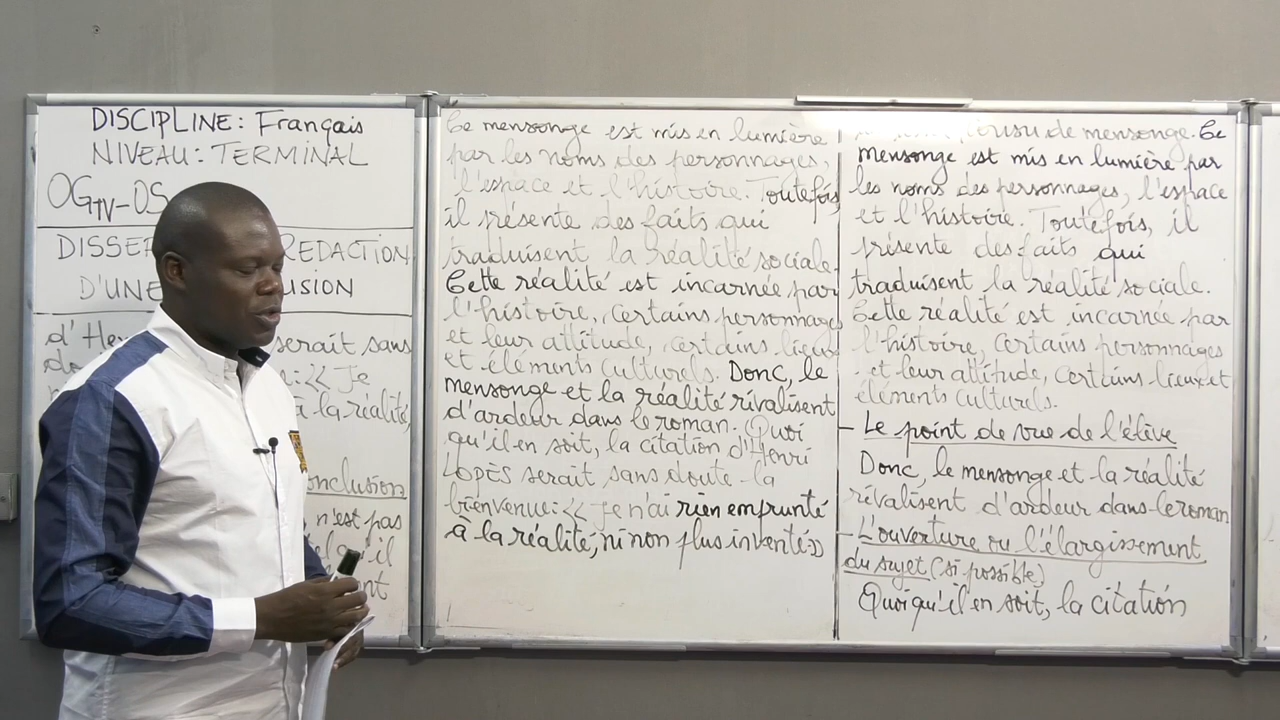 DISCIPLINE: Français
NIVEAU: TERMINAL
OGTV-OS
DISSER REDACTION
D'UNE USION
d'Hen serait sans
do : << Je
à la réalité,
onclusion
, n'est pas
il
nt
Le mensonge est mis en lumière
par les noms des personnages,
l'espace et l'histoire. Toutefois,
il présente des faits qui
traduisent la réalité sociale.
Cette réalité est incarnée par
l'histoire, certains personnages
et leur attitude, certains lieux
et éléments culturels. Donc, le
mensonge et la réalité rivalisent
d'ardeur dans le roman. Quoi
qu'il en soit, la citation d'Henri
LOPÈS serait sans doute la
bienvenue: << Je n'ai rien emprunté
à la réalité, ni non plus inventé >>
de mensonge. Le
mensonge est mis en lumière par
les noms des personnages, l'espace
et l'histoire. Toutefois, il
présente des faits qui
traduisent la réalité sociale.
Cette réalité est incarnée par
l'histoire, certains personnages
et leur attitude, certains lieux et
éléments culturels.
- Le point de vue de l'élève
Donc, le mensonge et la réalité
rivalisent d'ardeur dans le roman
- L'ouverture ou l'élargissement
du sujet (si possible)
Quoi qu'il en soit, la citation